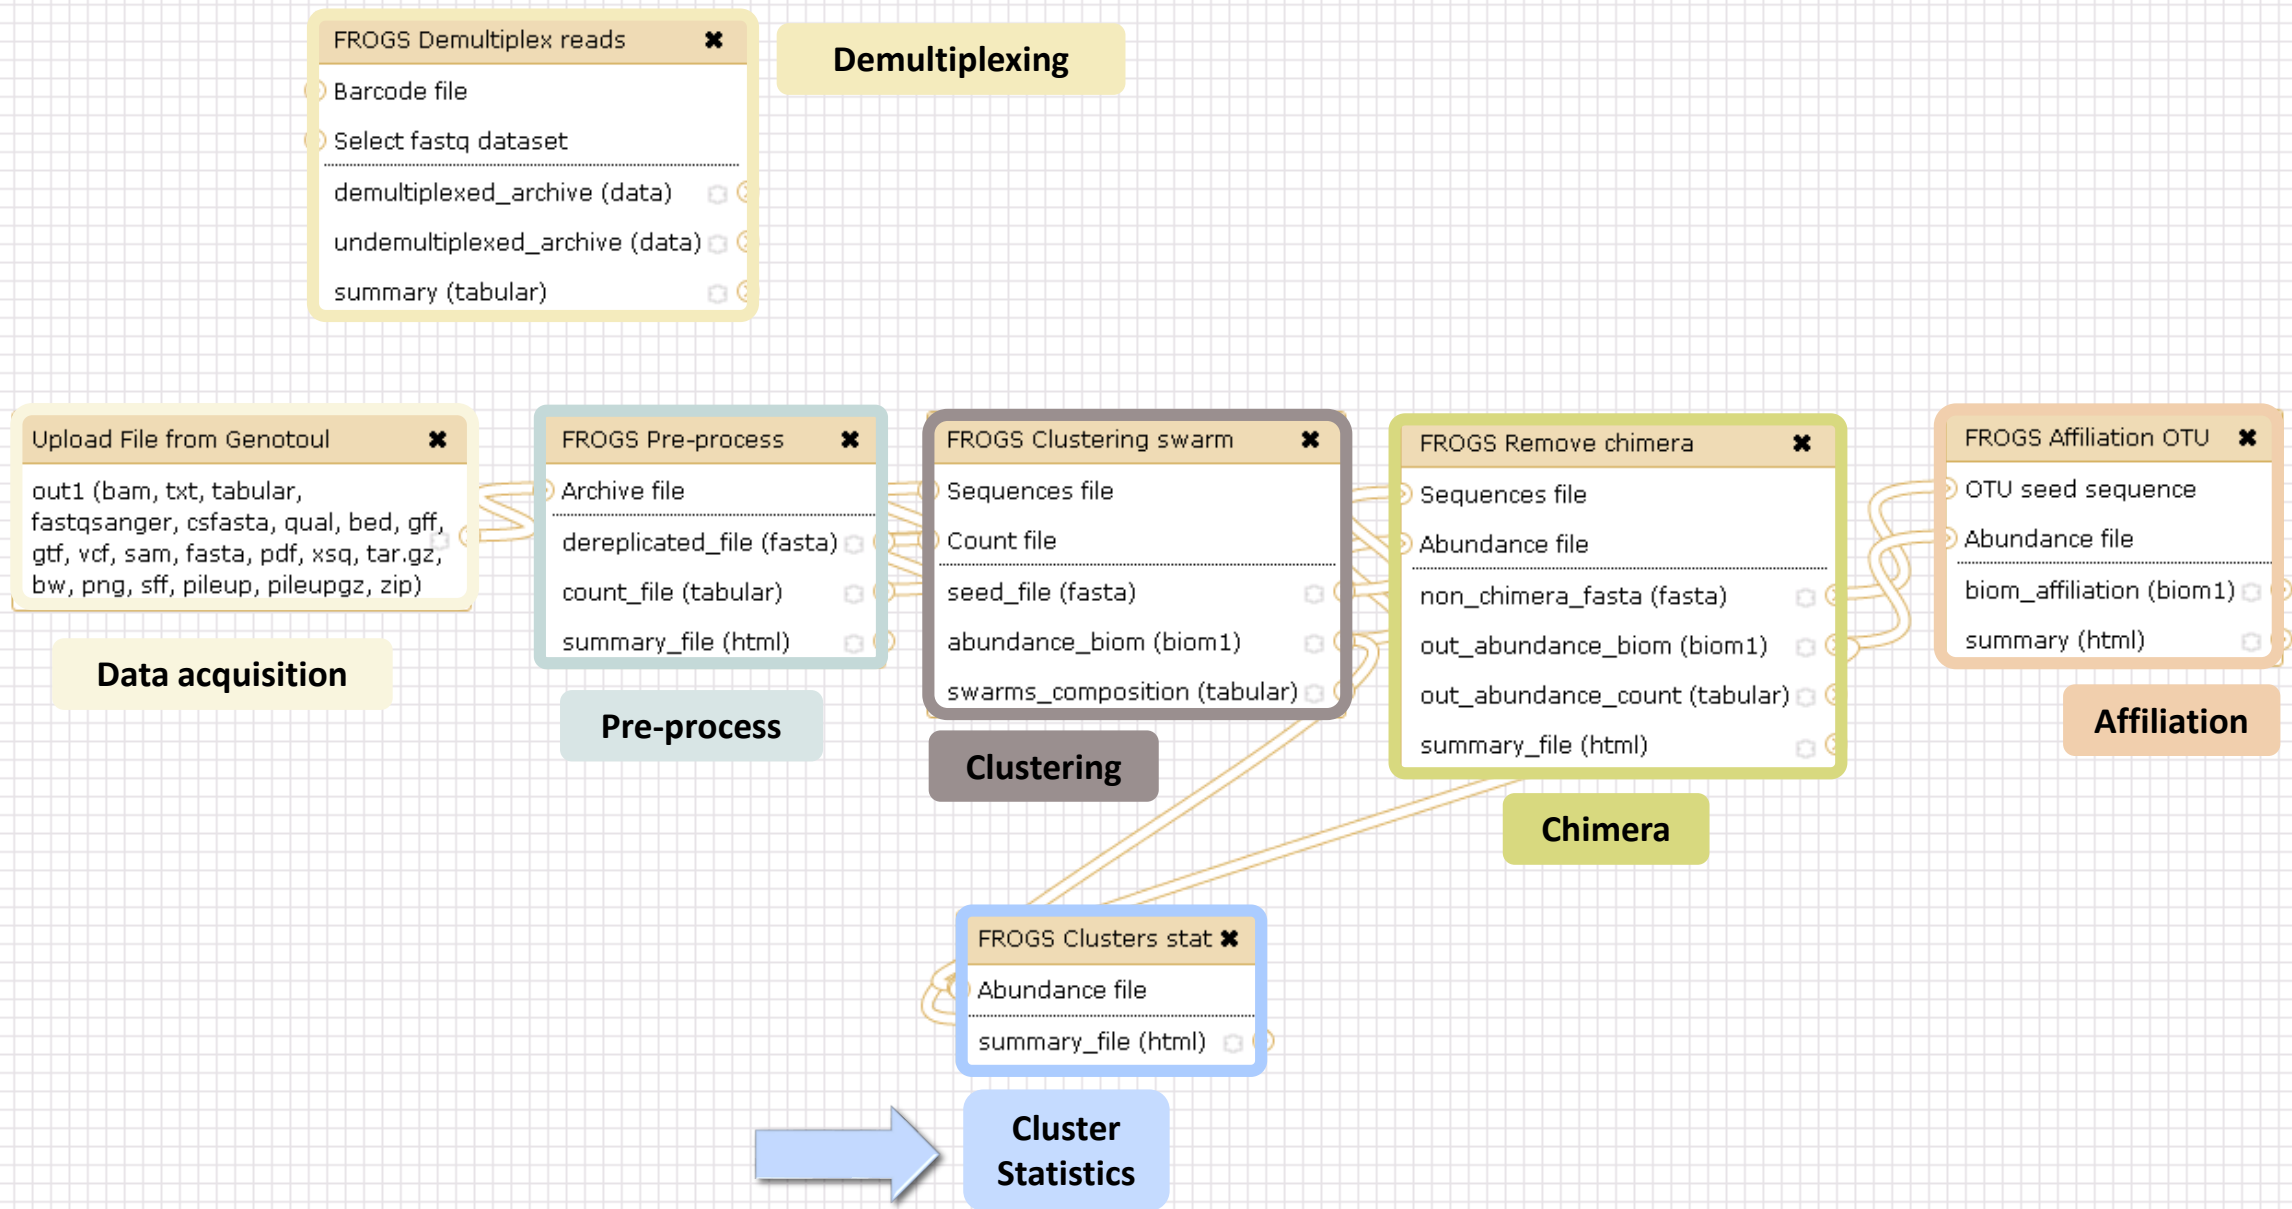 FROGS Demultiplex reads
Barcode file
Select fastq dataset
demultiplexed_archive (data)
undemultiplexed_archive (data)
summary (tabular)
Demultiplexing
Upload File from Genotoul
out1 (bam, txt, tabular,
fastqsanger, csfasta, qual, bed, gff,
gtf, vcf, sam, fasta, pdf, xsq, tar.gz,
bw, png, sff, pileup, pileupgz, zip)
Data acquisition
FROGS Pre-process
Archive file
dereplicated_file (fasta)
count_file (tabular)
summary_file (html)
Pre-process
FROGS Clustering swarm
Sequences file
Count file
seed_file (fasta)
abundance_biom (biom1)
swarms_composition (tabular)
Clustering
FROGS Remove chimera
Sequences file
Abundance file
non_chimera_fasta (fasta)
out_abundance_biom (biom1)
out_abundance_count (tabular)
summary_file (html)
Chimera
FROGS Affiliation OTU
OTU seed sequence
Abundance file
biom_affiliation (biom1)
summary (html)
Affiliation
FROGS Clusters stat
Abundance file
summary_file (html)
Cluster
Statistics